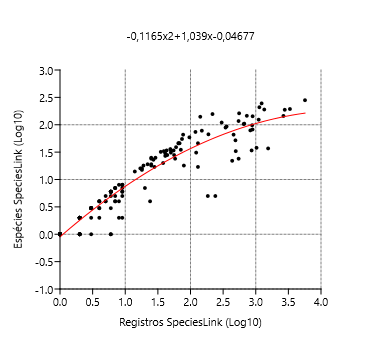 -0,1165x2+1,039x-0,04677
3.0
2.5
2.0
1.5
1.0
0.5
0.0
-0.5
-1.0
0.0 0.5 1.0 1.5 2.0 2.5 3.0 3.5 4.0
Espécies SpeciesLink (Log10)
Registros SpeciesLink (Log10)